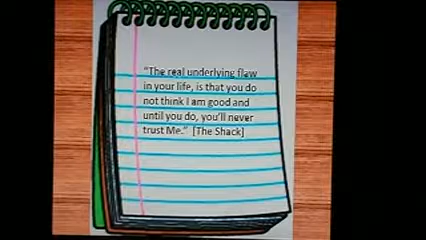 “The real underlying flaw
in your life, is that you do
not think I am good and
until you do, you’ll never
trust Me.” [The Shack]